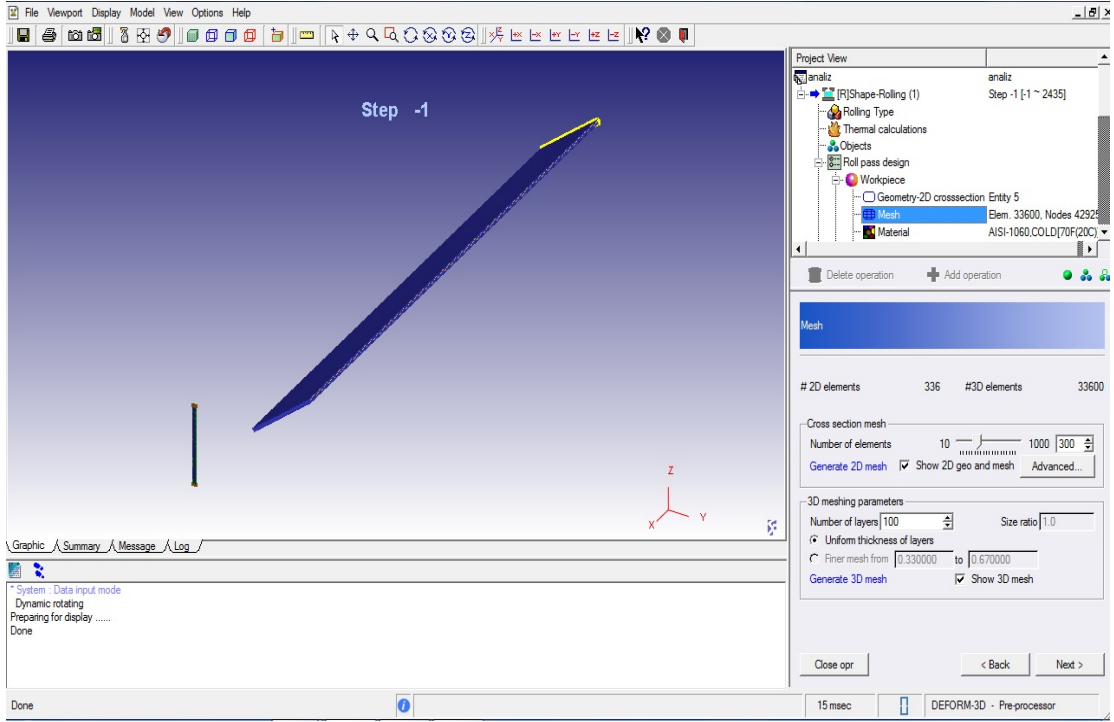 File Viewport Display Model View Options Help
+X -X +Y -Y +Z -Z
Step -1
Z
X Y
Graphic Summary Message Log
* System : Data input mode
Dynamic rotating
Preparing for display ......
Done
Project View
analiz analiz
[R]Shape-Rolling (1) Step -1 [-1 ~ 2435]
Rolling Type
Thermal calculations
Objects
Roll pass design
Workpiece
Geometry-2D crosssection Entity 5
Mesh Elem. 33600, Nodes 42925
Material AISI-1060,COLD[70F(20C)
Delete operation Add operation
Mesh
# 2D elements 336 #3D elements 33600
Cross section mesh
Number of elements 10 1000 300
Generate 2D mesh Show 2D geo and mesh Advanced...
3D meshing parameters
Number of layers 100 Size ratio 1.0
Uniform thickness of layers
Finer mesh from 0.330000 to 0.670000
Generate 3D mesh Show 3D mesh
Close opr < Back Next >
Done 15 msec DEFORM-3D - Pre-processor